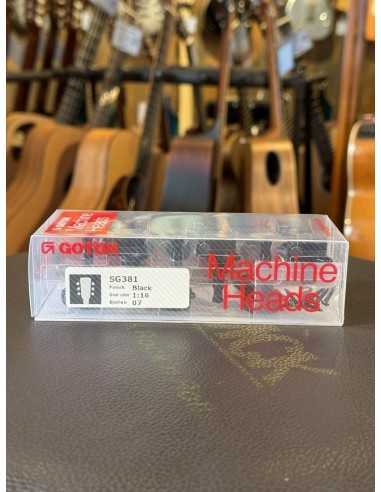 GOTOH
SG381
Finish Black
Gear ratio 1:16
Button 07
Machine
Heads